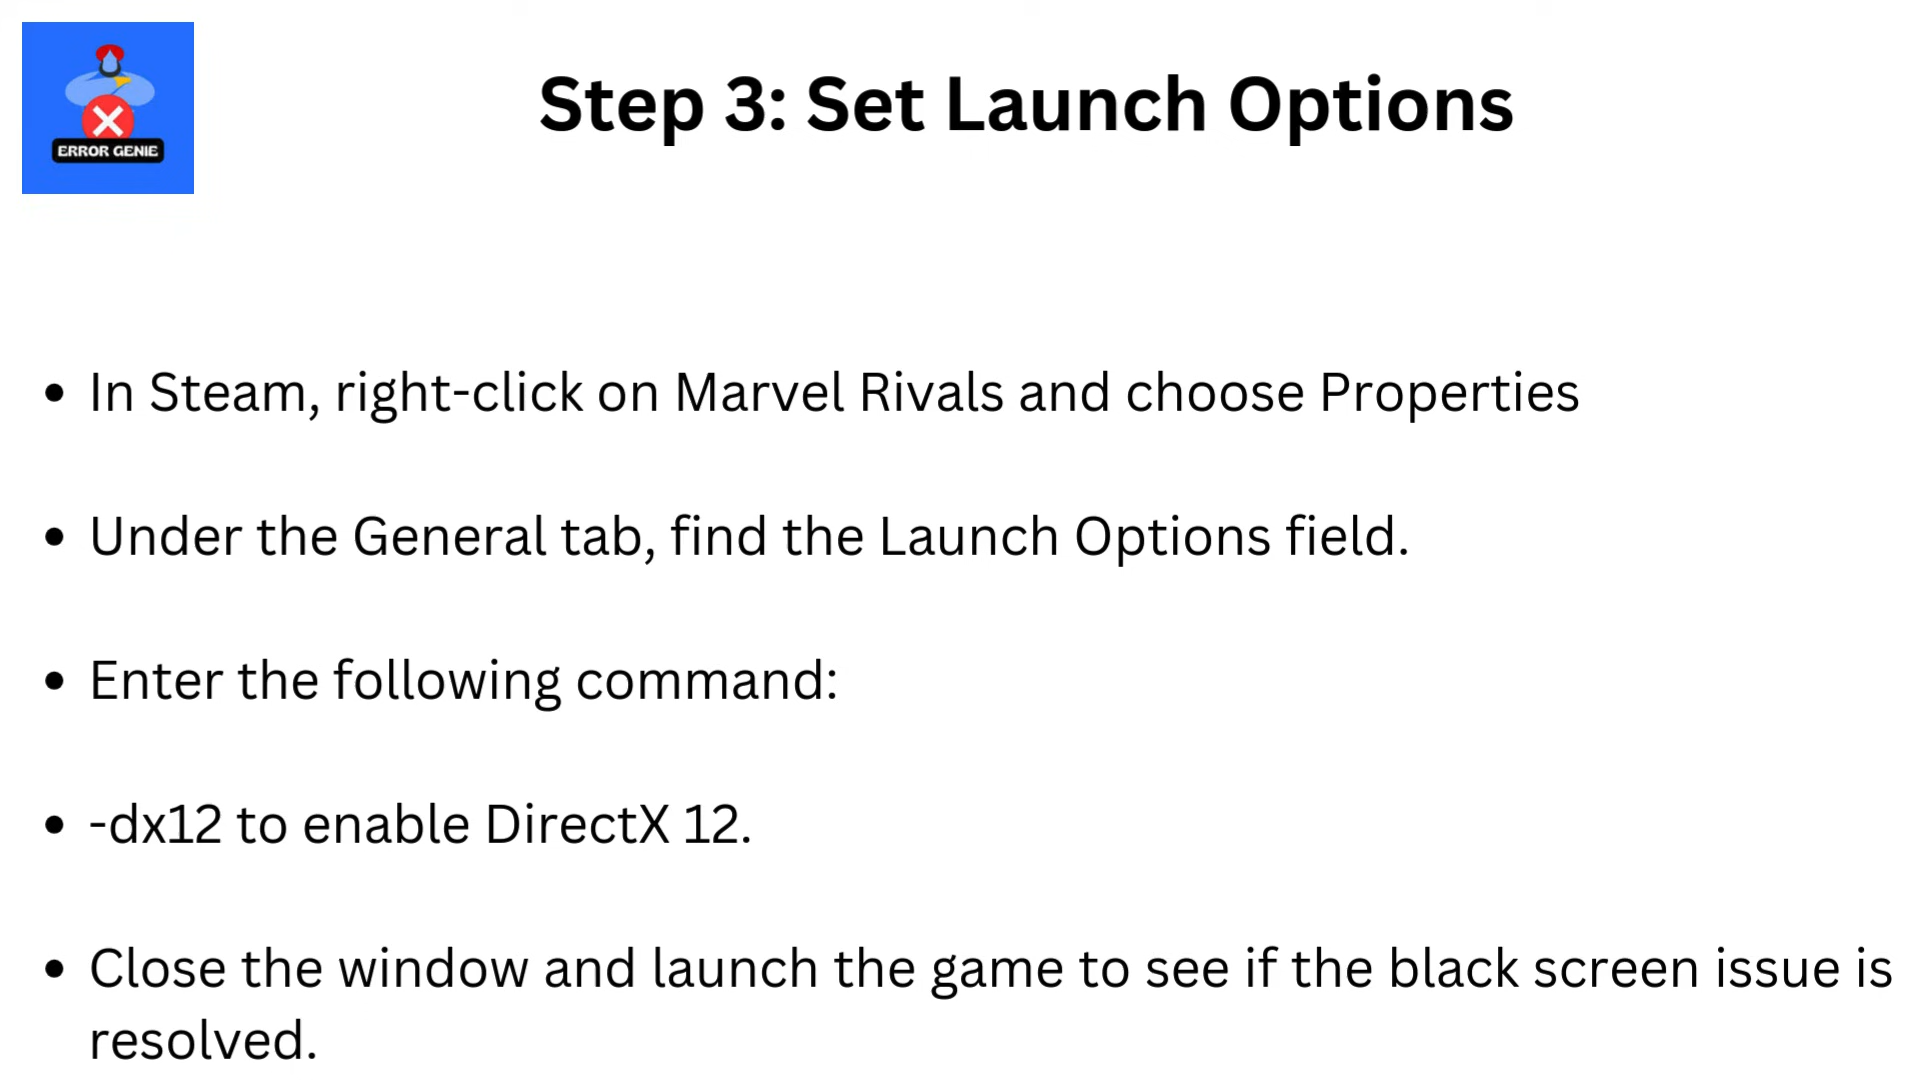 ERROR GENIE
Step 3: Set Launch Options
• In Steam, right-click on Marvel Rivals and choose Properties
• Under the General tab, find the Launch Options field.
• Enter the following command:
• -dx12 to enable DirectX 12.
• Close the window and launch the game to see if the black screen issue is
resolved.